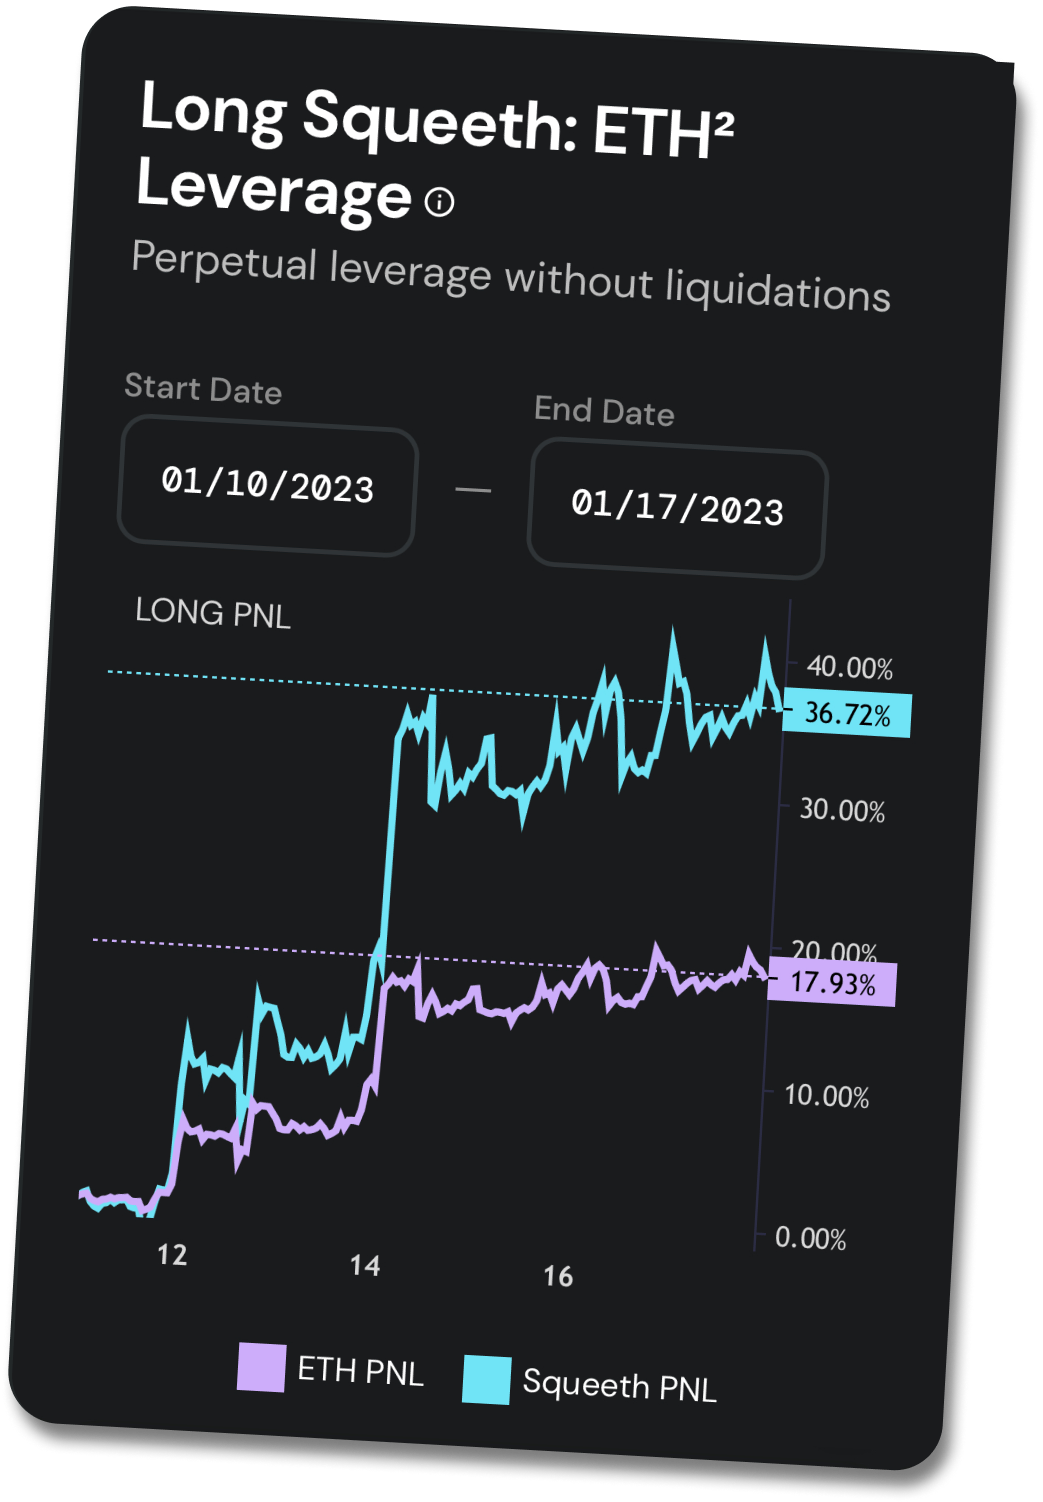 Long Squeeth: ETH²
Leverage
Perpetual leverage without liquidations
Start Date
End Date
01/10/2023 — 01/17/2023
LONG PNL
40.00%
36.72%
30.00%
20.00%
17.93%
10.00%
0.00%
12 14 16
ETH PNL Squeeth PNL